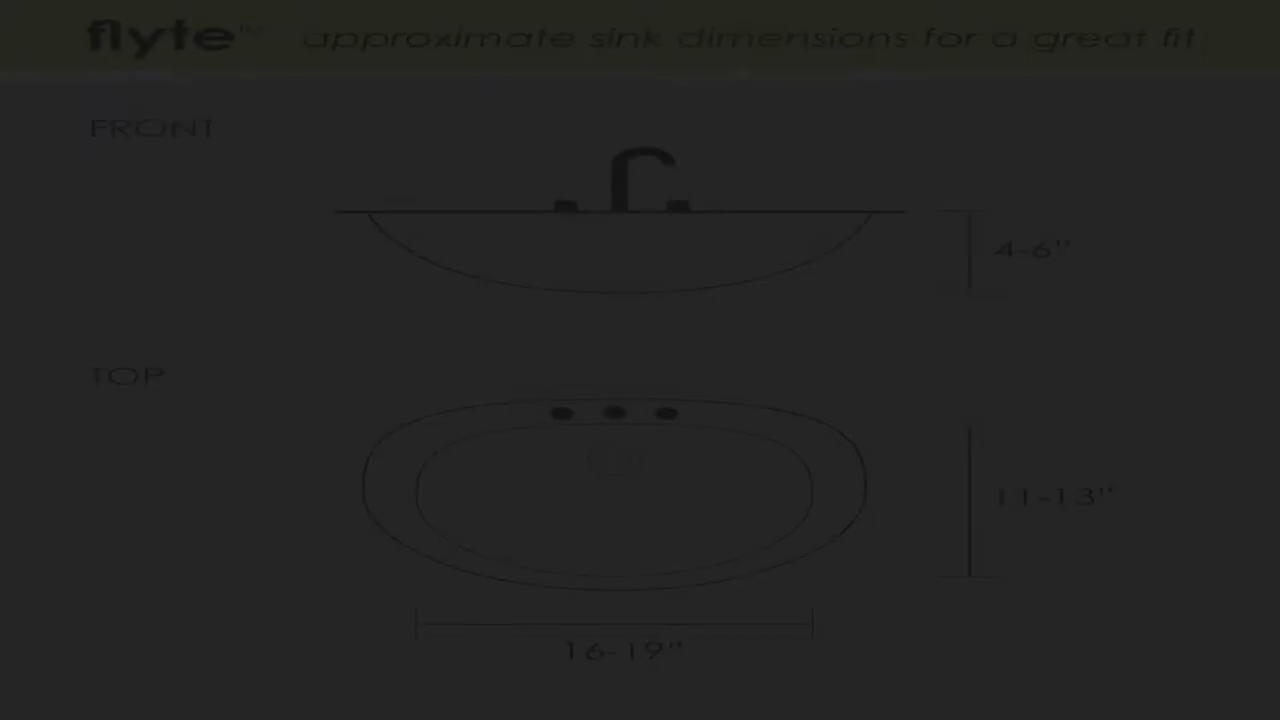 flyte™ approximate sink dimensions for a great fit
FRONT
4-6"
TOP
11-13"
16-19"